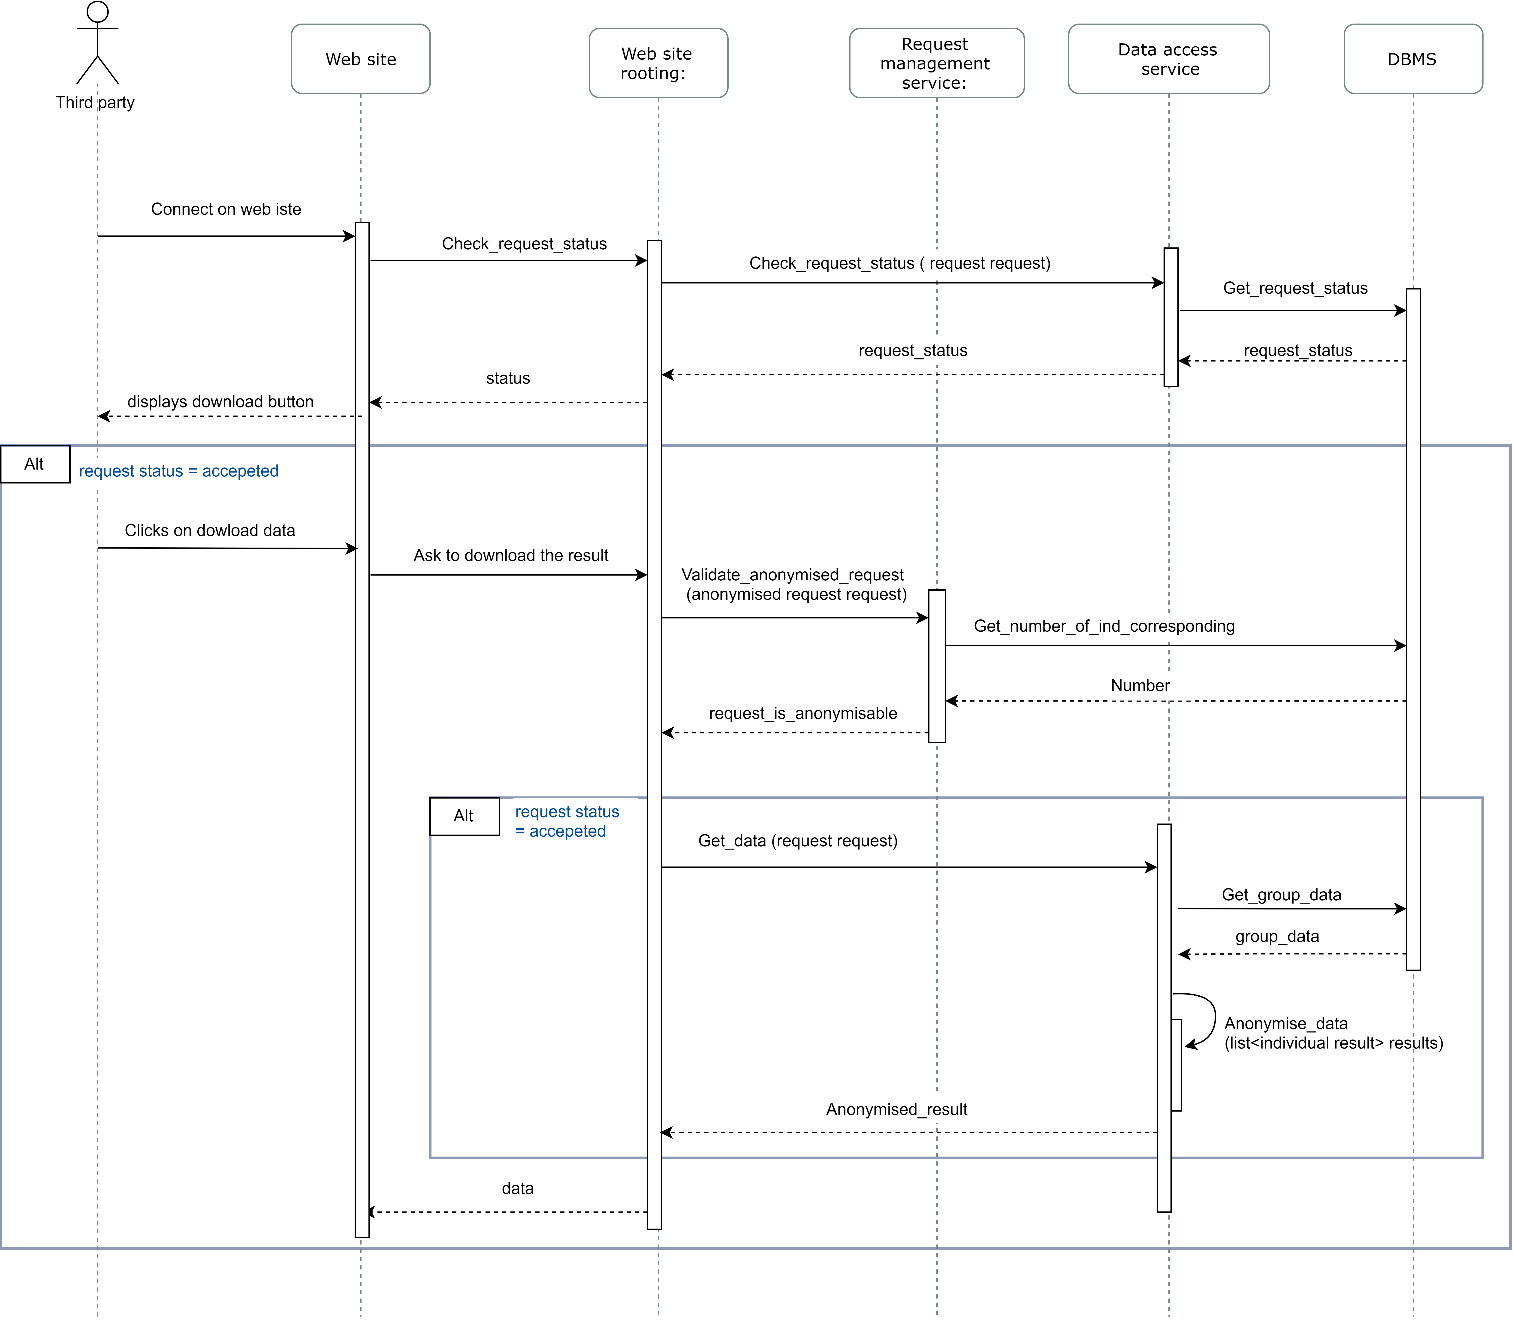 Third party
Web site
Web site
rooting:
Request
management
service:
Data access
service
DBMS
Connect on web iste
Check_request_status
Check_request_status ( request request)
Get_request_status
request_status
request_status
status
displays download button
Alt
request status = accepeted
Clicks on dowload data
Ask to download the result
Validate_anonymised_request
(anonymised request request)
Get_number_of_ind_corresponding
Number
request_is_anonymisable
Alt
request status
= accepeted
Get_data (request request)
Get_group_data
group_data
Anonymise_data
(list<individual result> results)
Anonymised_result
data